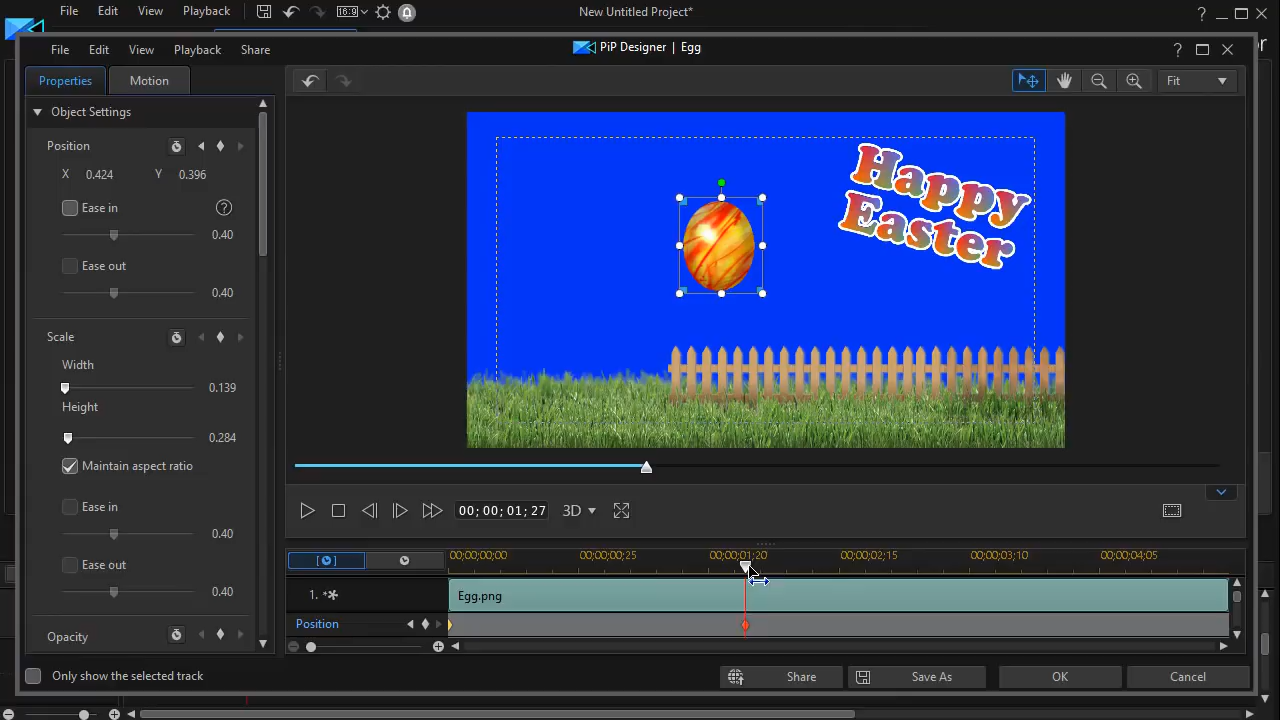 File Edit View Playback 16:9 New Untitled Project* ?
File Edit View Playback Share PiP Designer | Egg ?
Properties Motion Fit
Object Settings
Position
X 0.424 Y 0.396
Ease in ?
0.40
Ease out
0.40
Scale
Width
0.139
Height
0.284
Maintain aspect ratio
Ease in
0.40
Ease out
0.40
Opacity
Happy
Easter
00; 00; 01; 27 3D
00;00;00;00 00;00;00;25 00;00;01;20 00;00;02;15 00;00;03;10 00;00;04;05
1. Egg.png
Position
Only show the selected track Share Save As OK Cancel